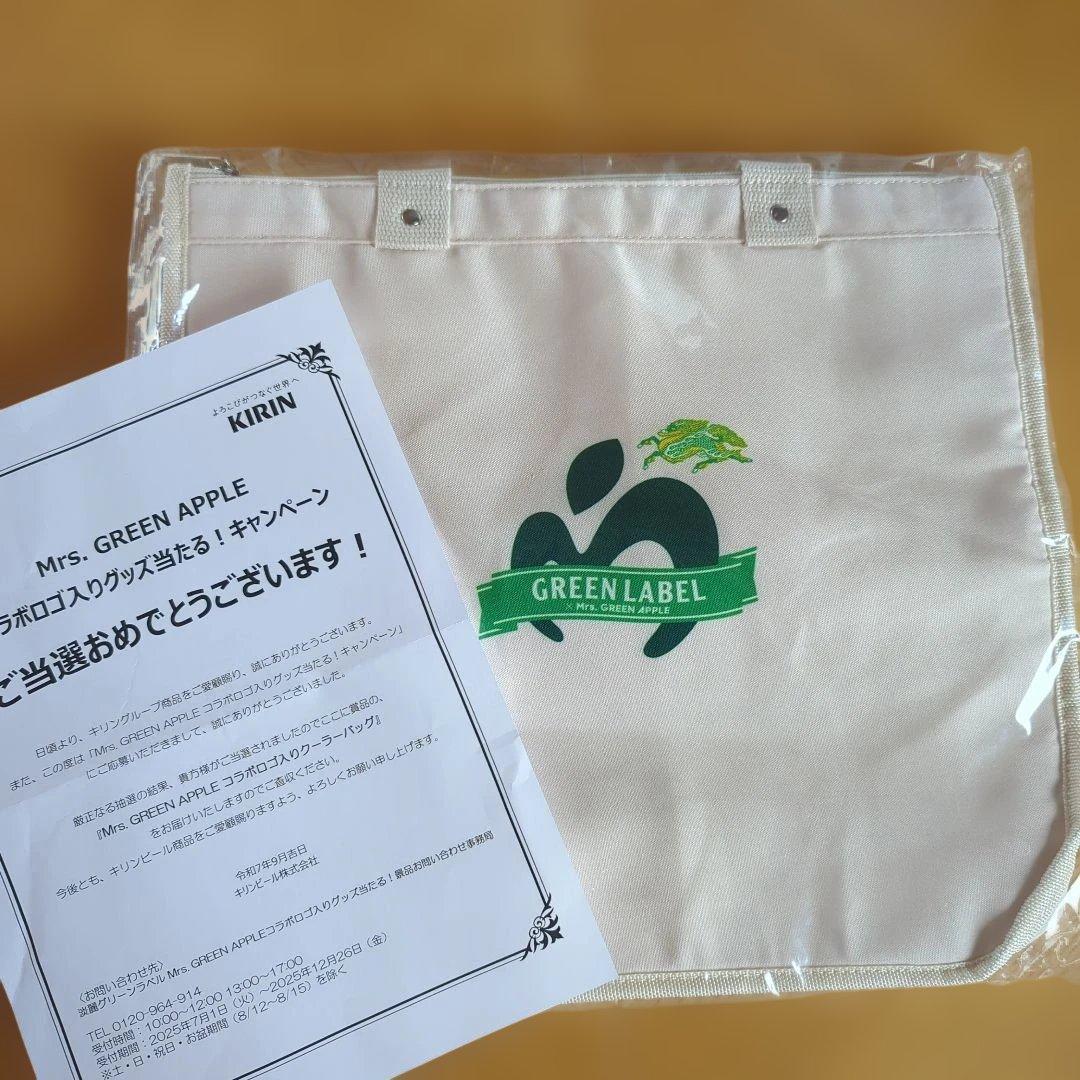 よろこびがつなぐ世界へ
KIRIN
Mrs. GREEN APPLE
ラボロゴ入りグッズ当たる！キャンペーン
ご当選おめでとうございます！
日頃より、キリングループ商品をご愛顧賜り、誠にありがとうございます。
また、この度は「Mrs. GREEN APPLE コラボロゴ入りグッズ当たる！キャンペーン」
にご応募いただきまして、誠にありがとうございました。
厳正なる抽選の結果、貴方様がご当選されましたのでここに賞品の、
『Mrs. GREEN APPLE コラボロゴ入りクーラーバッグ』
をお届けいたしますのでご査収ください。
今後とも、キリンビール商品をご愛顧賜りますよう、よろしくお願い申し上げます。
令和7年9月吉日
キリンビール株式会社
〈お問い合わせ先〉
淡麗グリーンラベル Mrs. GREEN APPLEコラボロゴ入りグッズ当たる！景品お問い合わせ事務局
TEL 0120-964-914
受付時間：10:00～12:00 13:00～17:00
受付期間：2025年7月1日（火）～2025年12月26日（金）
※土・日・祝日・お盆期間（8/12～8/15）を除く
GREEN LABEL
× Mrs. GREEN APPLE